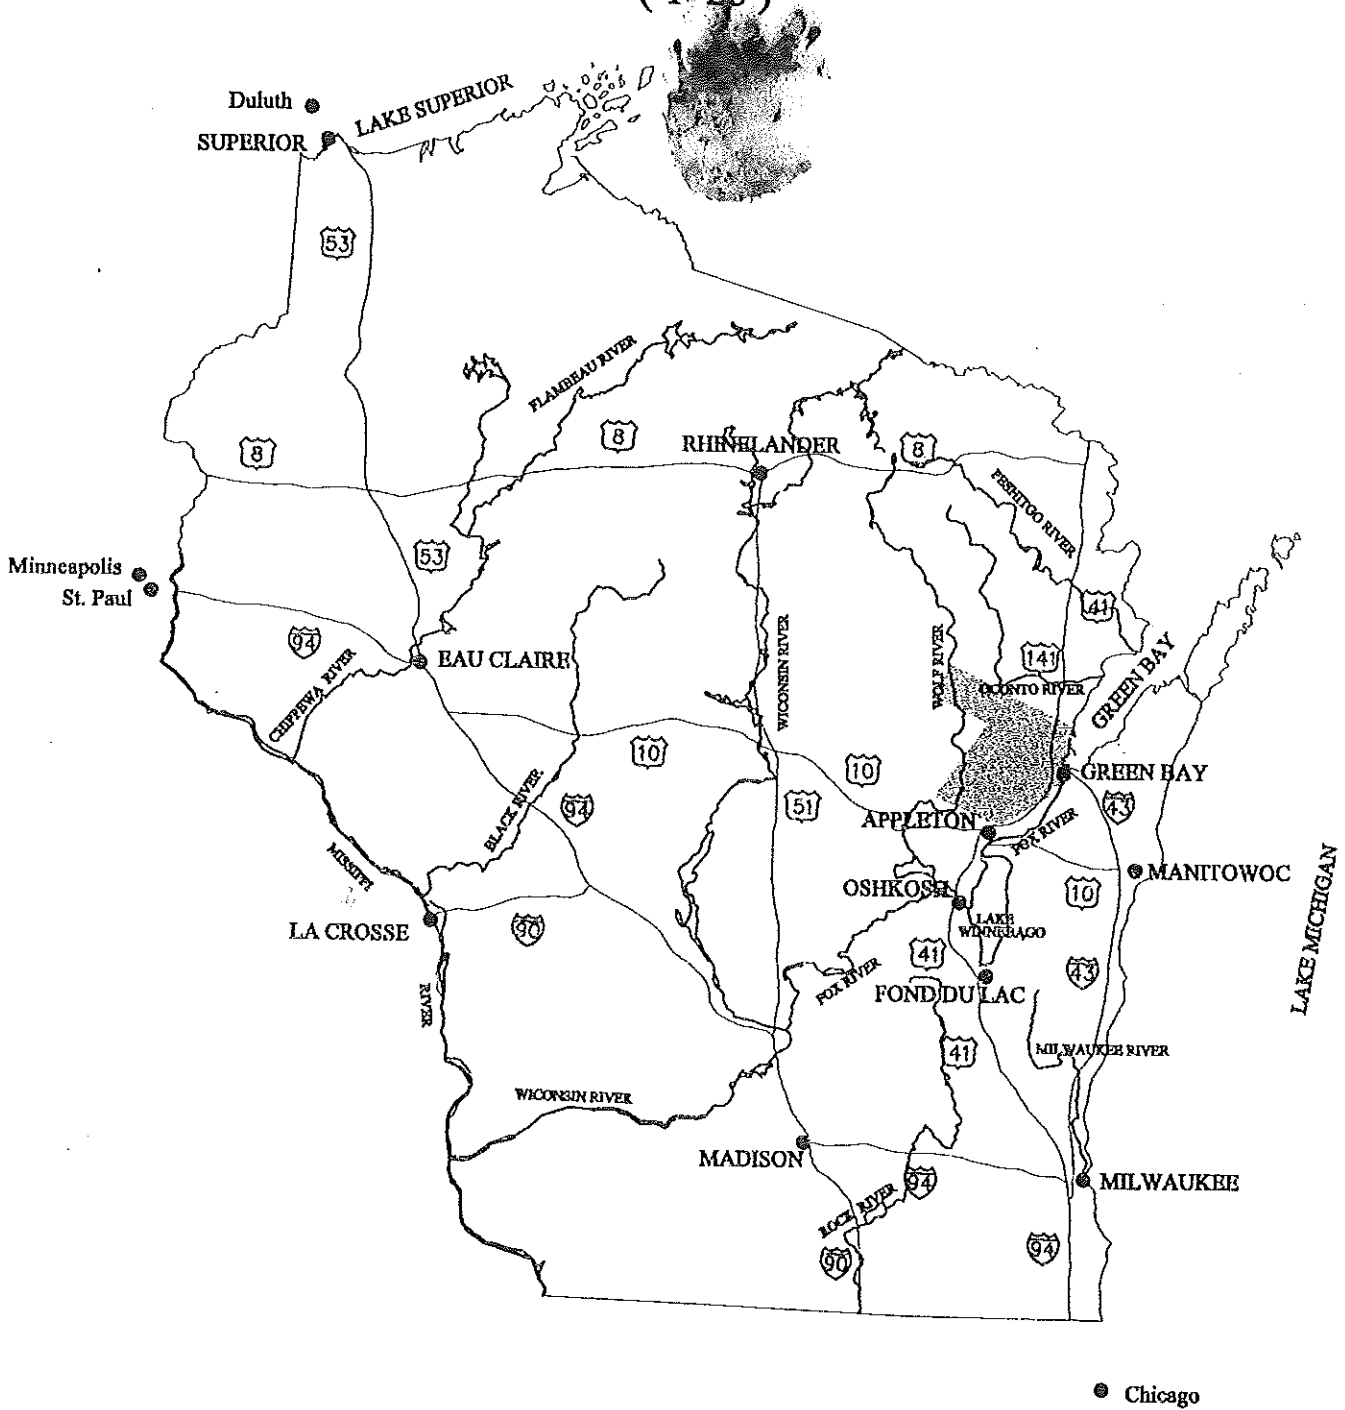 Duluth
LAKE SUPERIOR
SUPERIOR
53
FLAMBEAU RIVER
8
8
RHINELANDER
8
PESHTIGO RIVER
53
Minneapolis
St. Paul
94
CHIPPEWA RIVER
EAU CLAIRE
WICONSIN RIVER
WOLF RIVER
41
141
OCONTO RIVER
GREEN BAY
10
10
GREEN BAY
94
BLACK RIVER
51
43
APPLETON
FOX RIVER
MISSIPPI
MANITOWOC
OSHKOSH
10
LAKE MICHIGAN
LA CROSSE
90
LAKE
WINNEBAGO
41
43
FOX RIVER
FOND DU LAC
RIVER
41
MILWAUKEE RIVER
WICONSIN RIVER
MADISON
94
MILWAUKEE
ROCK RIVER
90
94
Chicago